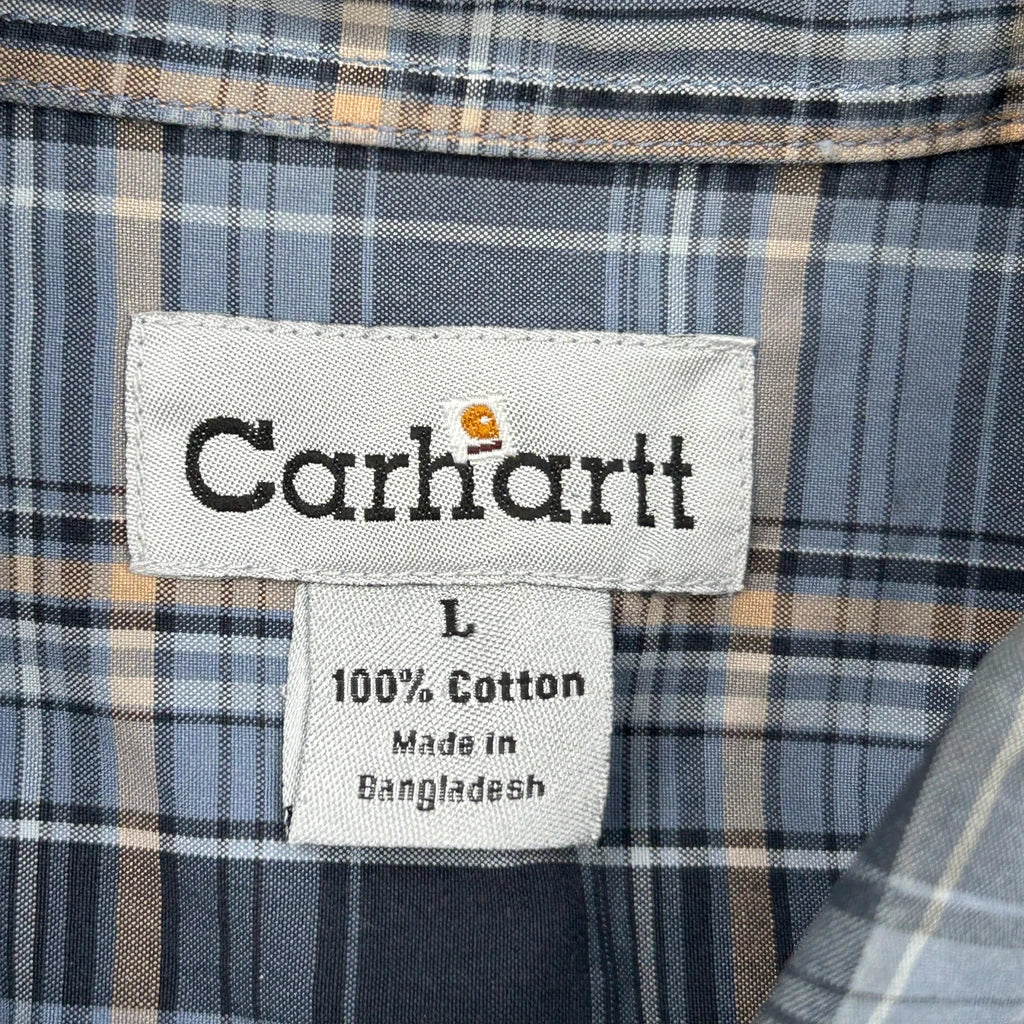 Carhartt
L
100% Cotton
Made in
Bangladesh